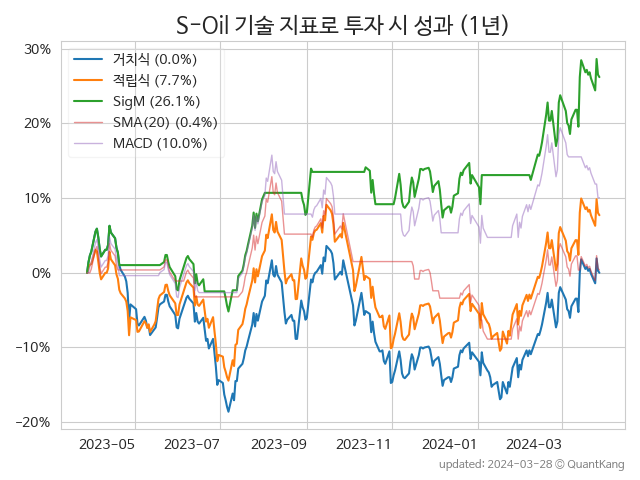 S-Oil 기술 지표로 투자 시 성과 (1년)
30%
20%
10%
0%
−10%
−20%
거치식 (0.0%)
적립식 (7.7%)
SigM (26.1%)
SMA(20) (0.4%)
MACD (10.0%)
2023-05
2023-07
2023-09
2023-11
2024-01
2024-03
updated: 2024-03-28 © QuantKang